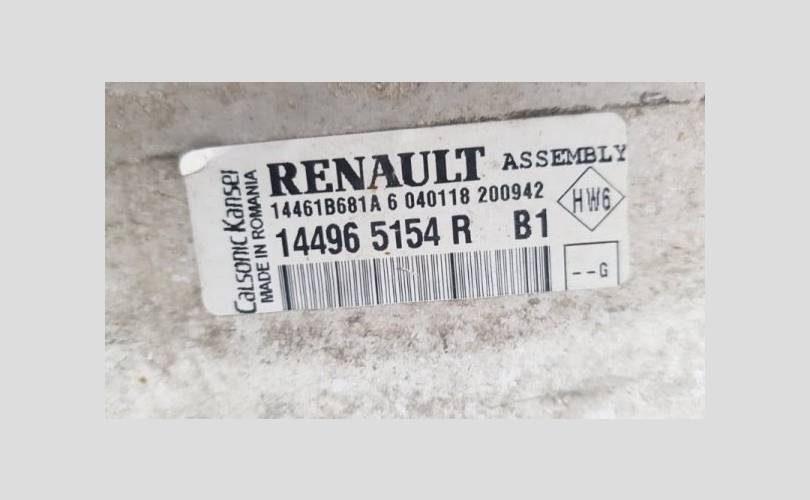 RENAULT ASSEMBLY
14461B681A 6 040118 200942
HW6
14496 5154 R B1
--G
Calsonic Kansei
MADE IN ROMANIA